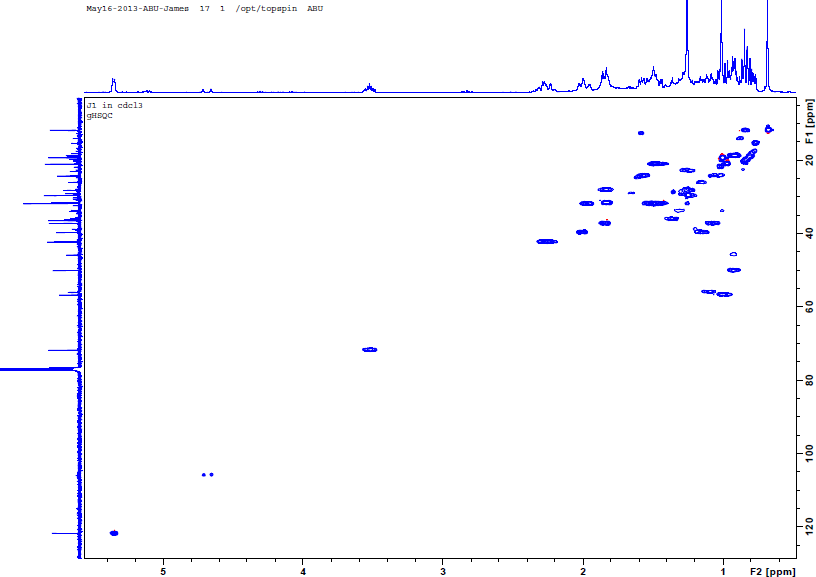 May16-2013-ABU-James 17 1 /opt/topspin ABU
J1 in cdcl3
gHSQC
F1 [ppm]
20
40
60
80
100
120
5 4 3 2 1 F2 [ppm]